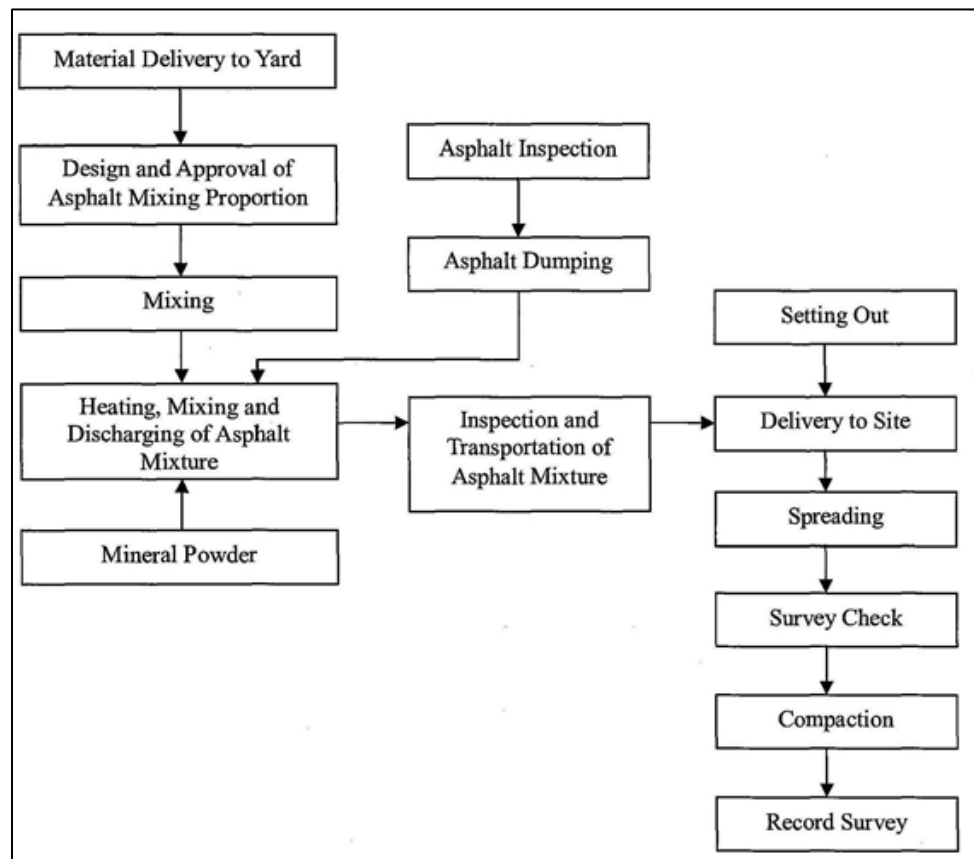 Material Delivery to Yard
Design and Approval of
Asphalt Mixing Proportion
Mixing
Heating, Mixing and
Discharging of Asphalt
Mixture
Mineral Powder
Asphalt Inspection
Asphalt Dumping
Inspection and
Transportation of
Asphalt Mixture
Setting Out
Delivery to Site
Spreading
Survey Check
Compaction
Record Survey